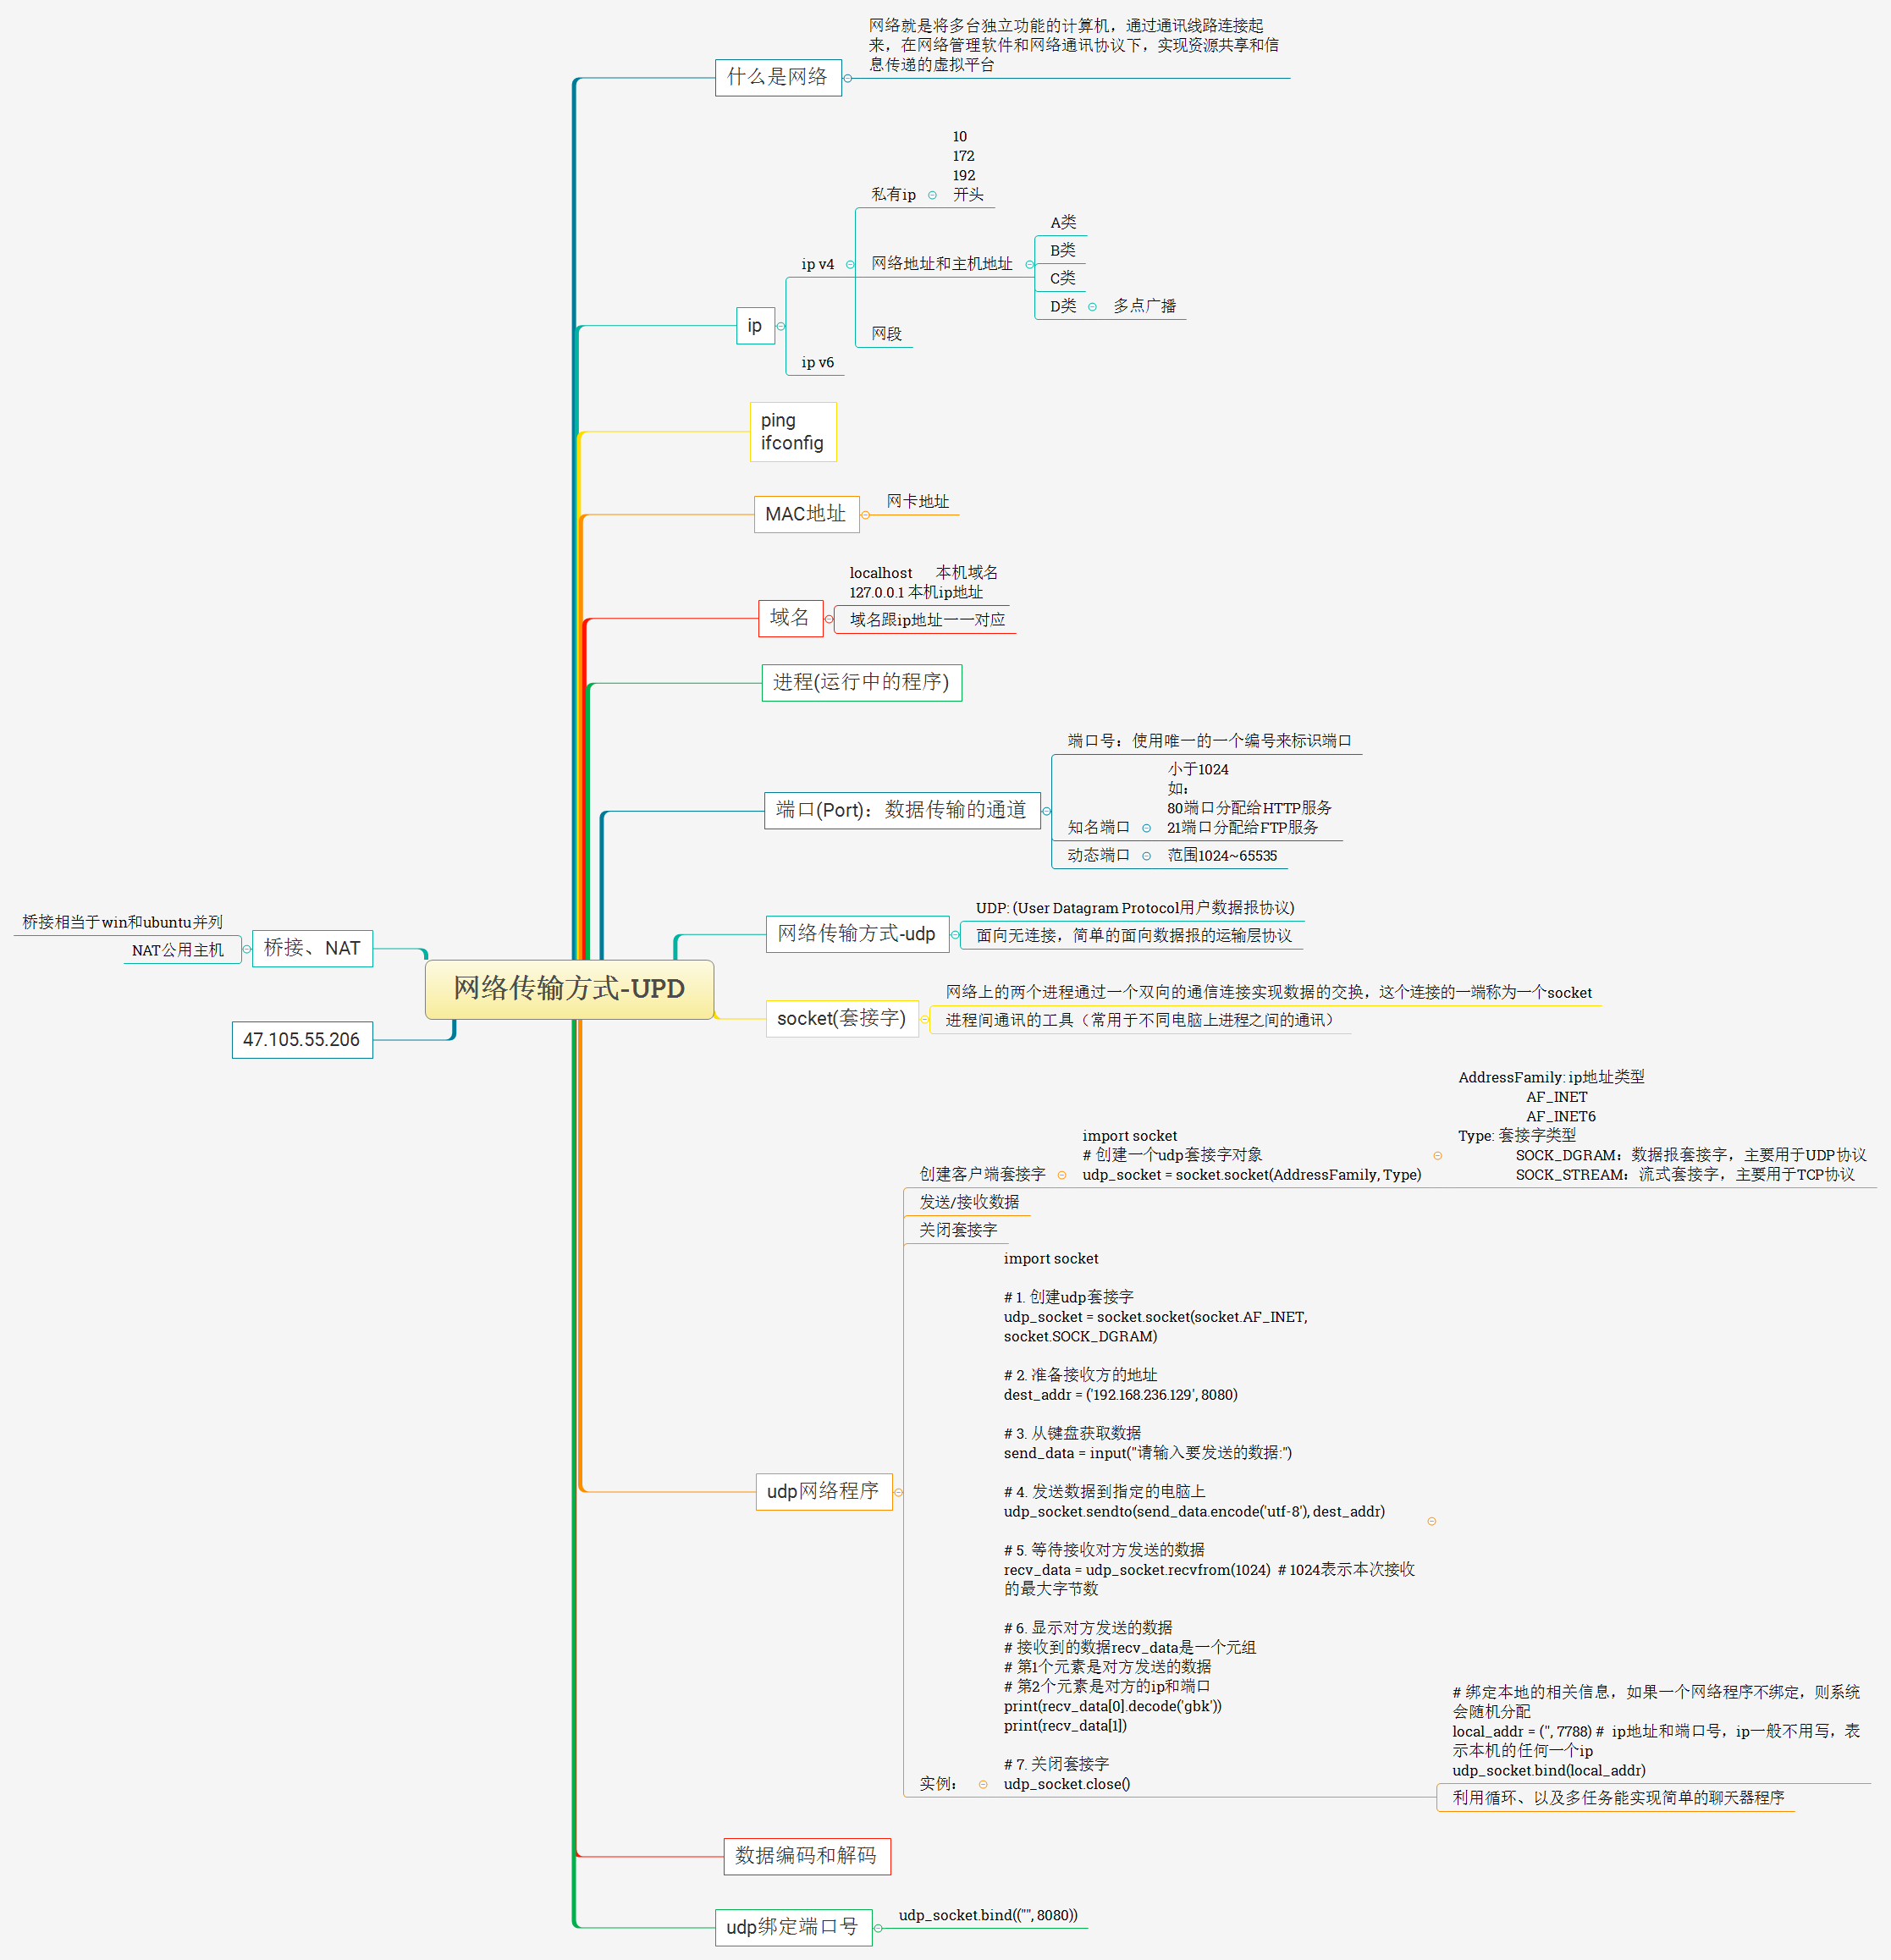 网络就是将多台独立功能的计算机，通过通讯线路连接起
来，在网络管理软件和网络通讯协议下，实现资源共享和信
息传递的虚拟平台
什么是网络
10
172
192
开头
私有ip
A类
B类
C类
D类
多点广播
网络地址和主机地址
ip v4
网段
ip
ip v6
ping
ifconfig
MAC地址
网卡地址
localhost 本机域名
127.0.0.1 本机ip地址
域名
域名跟ip地址一一对应
进程(运行中的程序)
端口号：使用唯一的一个编号来标识端口
小于1024
如：
80端口分配给HTTP服务
21端口分配给FTP服务
端口(Port)：数据传输的通道
知名端口
动态端口
范围1024~65535
桥接相当于win和ubuntu并列
NAT公用主机
桥接、NAT
网络传输方式-udp
UDP: (User Datagram Protocol用户数据报协议)
面向无连接，简单的面向数据报的运输层协议
网络传输方式-UPD
47.105.55.206
socket(套接字)
网络上的两个进程通过一个双向的通信连接实现数据的交换，这个连接的一端称为一个socket
进程间通讯的工具（常用于不同电脑上进程之间的通讯）
AddressFamily: ip地址类型
AF_INET
AF_INET6
Type: 套接字类型
SOCK_DGRAM：数据报套接字，主要用于UDP协议
SOCK_STREAM：流式套接字，主要用于TCP协议
import socket
# 创建一个udp套接字对象
udp_socket = socket.socket(AddressFamily, Type)
创建客户端套接字
发送/接收数据
关闭套接字
import socket
# 1. 创建udp套接字
udp_socket = socket.socket(socket.AF_INET,
socket.SOCK_DGRAM)
# 2. 准备接收方的地址
dest_addr = ('192.168.236.129', 8080)
# 3. 从键盘获取数据
send_data = input("请输入要发送的数据:")
# 4. 发送数据到指定的电脑上
udp_socket.sendto(send_data.encode('utf-8'), dest_addr)
# 5. 等待接收对方发送的数据
recv_data = udp_socket.recvfrom(1024)  # 1024表示本次接收
的最大字节数
# 6. 显示对方发送的数据
# 接收到的数据recv_data是一个元组
# 第1个元素是对方发送的数据
# 第2个元素是对方的ip和端口
print(recv_data[0].decode('gbk'))
print(recv_data[1])
# 7. 关闭套接字
udp_socket.close()
udp网络程序
实例：
# 绑定本地的相关信息，如果一个网络程序不绑定，则系统
会随机分配
local_addr = ('', 7788) #  ip地址和端口号，ip一般不用写，表
示本机的任何一个ip
udp_socket.bind(local_addr)
利用循环、以及多任务能实现简单的聊天器程序
数据编码和解码
udp绑定端口号
udp_socket.bind(("", 8080))